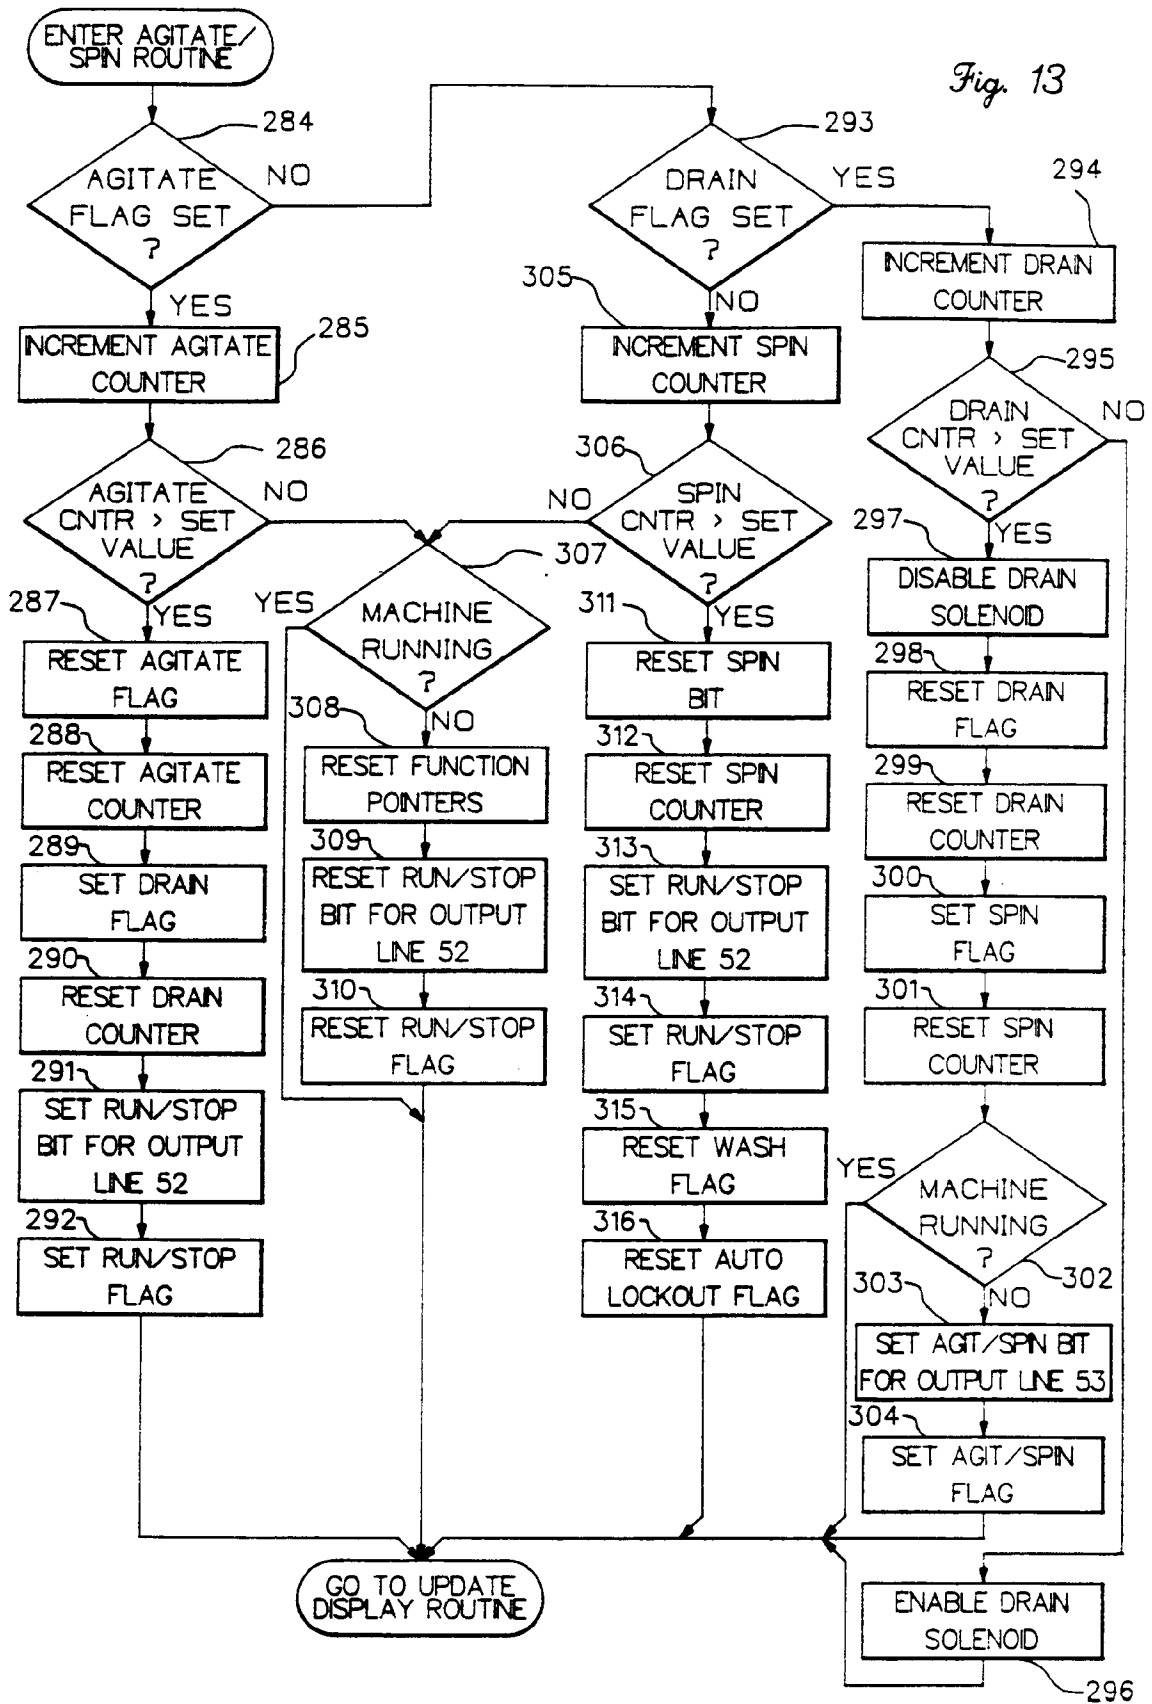 ENTER AGITATE/
SPIN ROUTINE
Fig. 13
284
AGITATE
FLAG SET
?
NO
YES
285
INCREMENT AGITATE
COUNTER
286
AGITATE
CNTR > SET
VALUE
?
NO
YES
287
RESET AGITATE
FLAG
288
RESET AGITATE
COUNTER
289
SET DRAIN
FLAG
290
RESET DRAIN
COUNTER
291
SET RUN/STOP
BIT FOR OUTPUT
LINE 52
292
SET RUN/STOP
FLAG
307
MACHINE
RUNNING
?
YES
NO
308
RESET FUNCTION
POINTERS
309
RESET RUN/STOP
BIT FOR OUTPUT
LINE 52
310
RESET RUN/STOP
FLAG
293
DRAIN
FLAG SET
?
YES
NO
305
INCREMENT SPIN
COUNTER
306
SPIN
CNTR > SET
VALUE
?
NO
YES
311
RESET SPIN
BIT
312
RESET SPIN
COUNTER
313
SET RUN/STOP
BIT FOR OUTPUT
LINE 52
314
SET RUN/STOP
FLAG
315
RESET WASH
FLAG
316
RESET AUTO
LOCKOUT FLAG
294
INCREMENT DRAIN
COUNTER
295
DRAIN
CNTR > SET
VALUE
?
NO
YES
297
DISABLE DRAIN
SOLENOID
298
RESET DRAIN
FLAG
299
RESET DRAIN
COUNTER
300
SET SPIN
FLAG
301
RESET SPIN
COUNTER
YES
MACHINE
RUNNING
?
302
NO
303
SET AGIT/SPIN BIT
FOR OUTPUT LINE 53
304
SET AGIT/SPIN
FLAG
GO TO UPDATE
DISPLAY ROUTINE
ENABLE DRAIN
SOLENOID
296